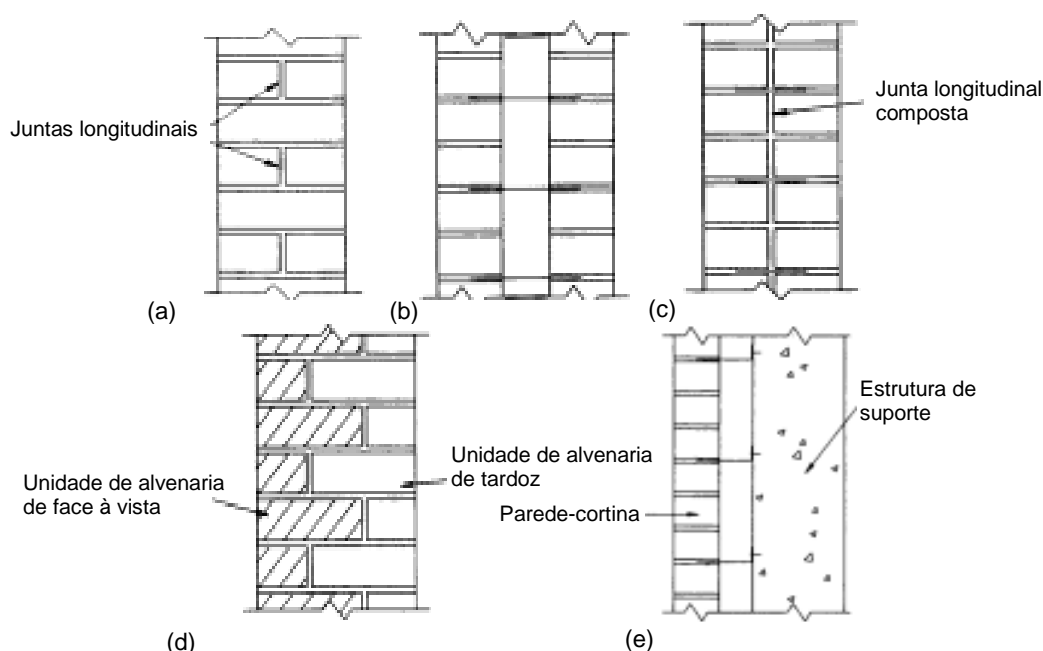 Juntas longitudinais
Junta longitudinal
composta
(a)
(b)
(c)
Unidade de alvenaria
de face à vista
Unidade de alvenaria
de tardoz
Estrutura de
suporte
Parede-cortina
(d)
(e)